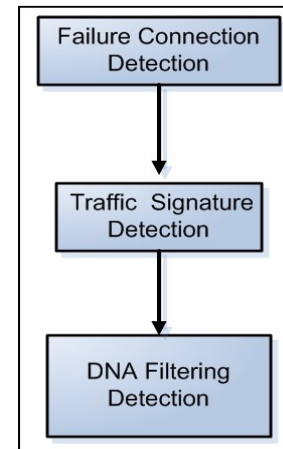 Failure Connection
Detection
Traffic Signature
Detection
DNA Filtering
Detection